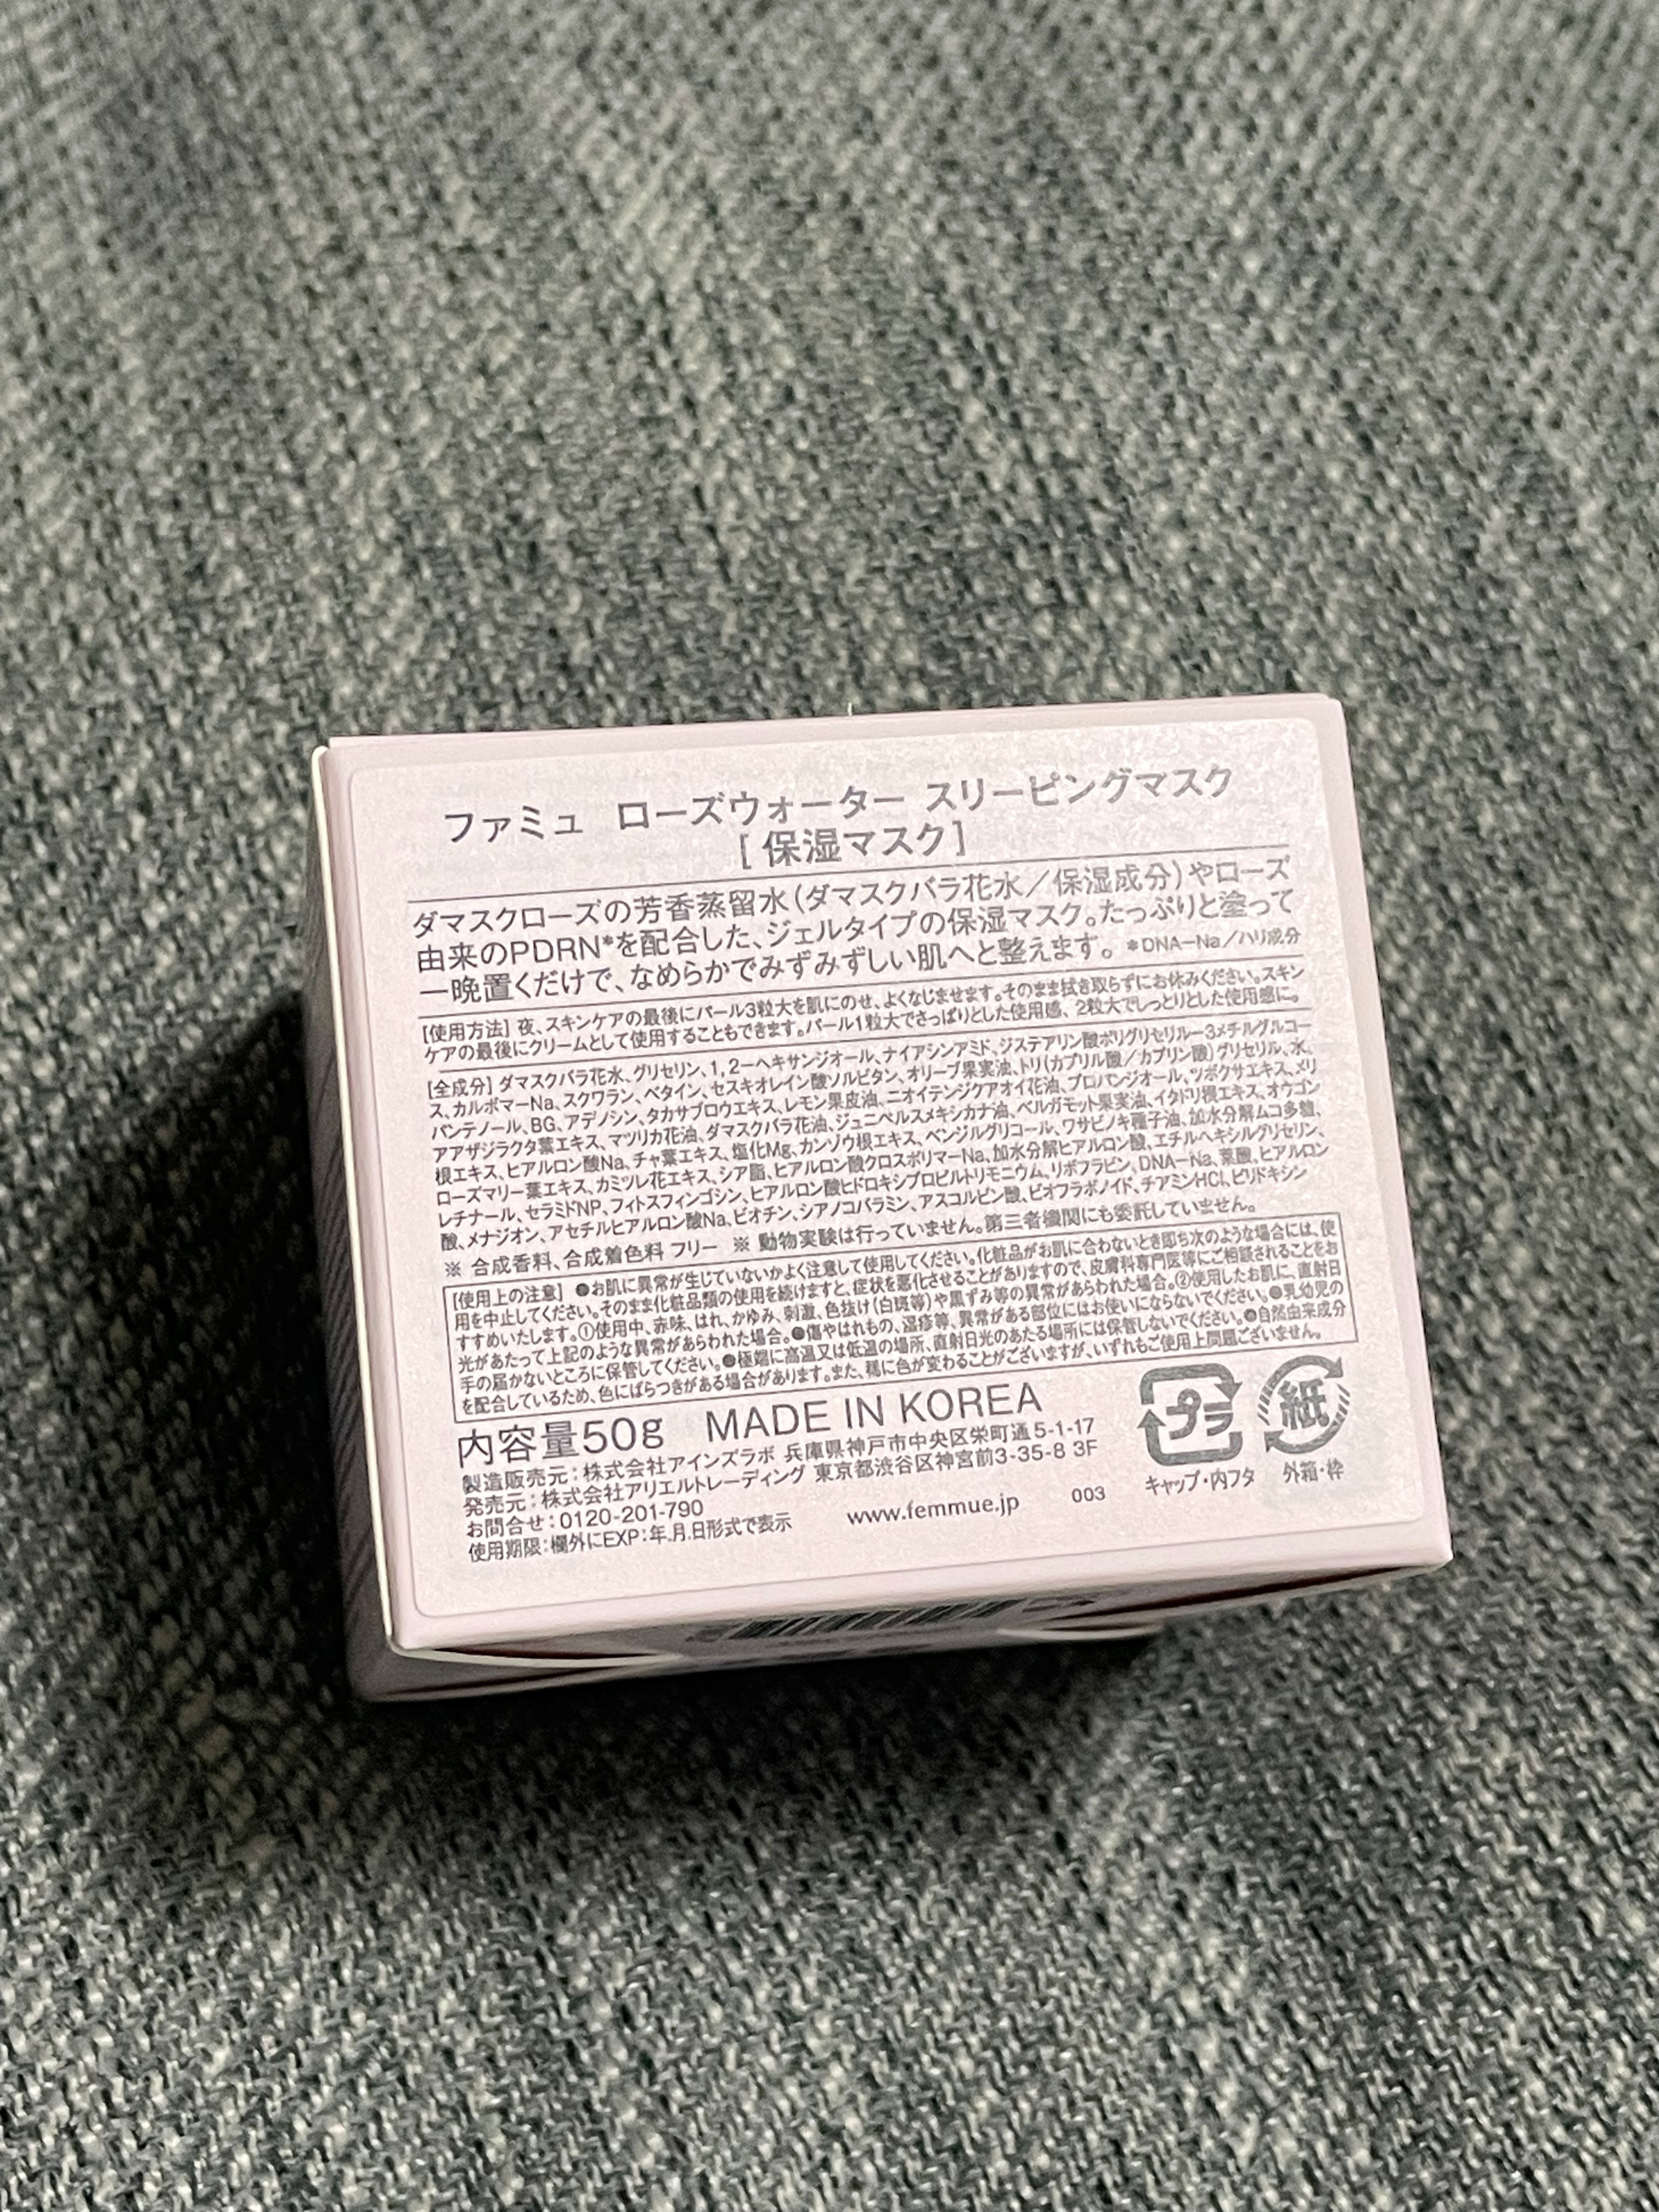 ファミュ ローズウォーター スリーピングマスク
[保湿マスク]
ダマスクローズの芳香蒸留水(ダマスクバラ花水／保湿成分)やローズ
由来のPDRN*を配合した、ジェルタイプの保湿マスク。たっぷりと塗って
一晩置くだけで、なめらかでみずみずしい肌へと整えます。 *DNA−Na／ハリ成分
[使用方法] 夜、スキンケアの最後にパール3粒大を肌にのせ、よくなじませます。そのまま拭き取らずにお休みください。スキン
ケアの最後にクリームとして使用することもできます。パール1粒大でさっぱりとした使用感、2粒大でしっとりとした使用感に。
[全成分] ダマスクバラ花水、グリセリン、1,2−ヘキサンジオール、ナイアシンアミド、ジステアリン酸ポリグリセリル−3メチルグルコー
ス、カルボマーNa、スクワラン、ベタイン、セスキオレイン酸ソルビタン、オリーブ果実油、トリ(カプリル酸／カプリン酸)グリセリル、水、
パンテノール、BG、アデノシン、タカサブロウエキス、レモン果皮油、ニオイテンジクアオイ花油、プロパンジオール、ツボクサエキス、メリ
アアザジラクタ葉エキス、マツリカ花油、ダマスクバラ花油、ジュニペルスメキシカナ油、ベルガモット果実油、イタドリ根エキス、オウゴン
根エキス、ヒアルロン酸Na、チャ葉エキス、塩化Mg、カンゾウ根エキス、ベンジルグリコール、ワサビノキ種子油、加水分解ムコ多糖、
ローズマリー葉エキス、カミツレ花エキス、シア脂、ヒアルロン酸クロスポリマーNa、加水分解ヒアルロン酸、エチルヘキシルグリセリン、
レチナール、セラミドNP、フィトスフィンゴシン、ヒアルロン酸ヒドロキシプロピルトリモニウム、リボフラビン、DNA−Na、葉酸、ヒアルロン
酸、メナジオン、アセチルヒアルロン酸Na、ビオチン、シアノコバラミン、アスコルビン酸、ビオフラボノイド、チアミンHCl、ピリドキシン
※ 合成香料、合成着色料 フリー ※ 動物実験は行っていません。第三者機関にも委託していません。
[使用上の注意] ●お肌に異常が生じていないかよく注意して使用してください。化粧品がお肌に合わないとき即ち次のような場合には、使
用を中止してください。そのまま化粧品類の使用を続けますと、症状を悪化させることがありますので、皮膚科専門医等にご相談されることをお
すすめいたします。①使用中、赤味、はれ、かゆみ、刺激、色抜け(白斑等)や黒ずみ等の異常があらわれた場合。②使用したお肌に、直射日
光があたって上記のような異常があらわれた場合。●傷やはれもの、湿疹等、異常がある部位にはお使いにならないでください。●乳幼児の
手の届かないところに保管してください。●極端に高温又は低温の場所、直射日光のあたる場所には保管しないでください。●自然由来成分
を配合しているため、色にばらつきがある場合があります。また、稀に色が変わることがございますが、いずれもご使用上問題ございません。
内容量50g MADE IN KOREA
製造販売元：株式会社アインズラボ 兵庫県神戸市中央区栄町通5-1-17
発売元：株式会社アリエルトレーディング 東京都渋谷区神宮前3-35-8 3F
お問合せ：0120-201-790
使用期限：欄外にEXP：年.月.日形式で表示
www.femmue.jp 003
プラ
キャップ・内フタ
紙
外箱・枠